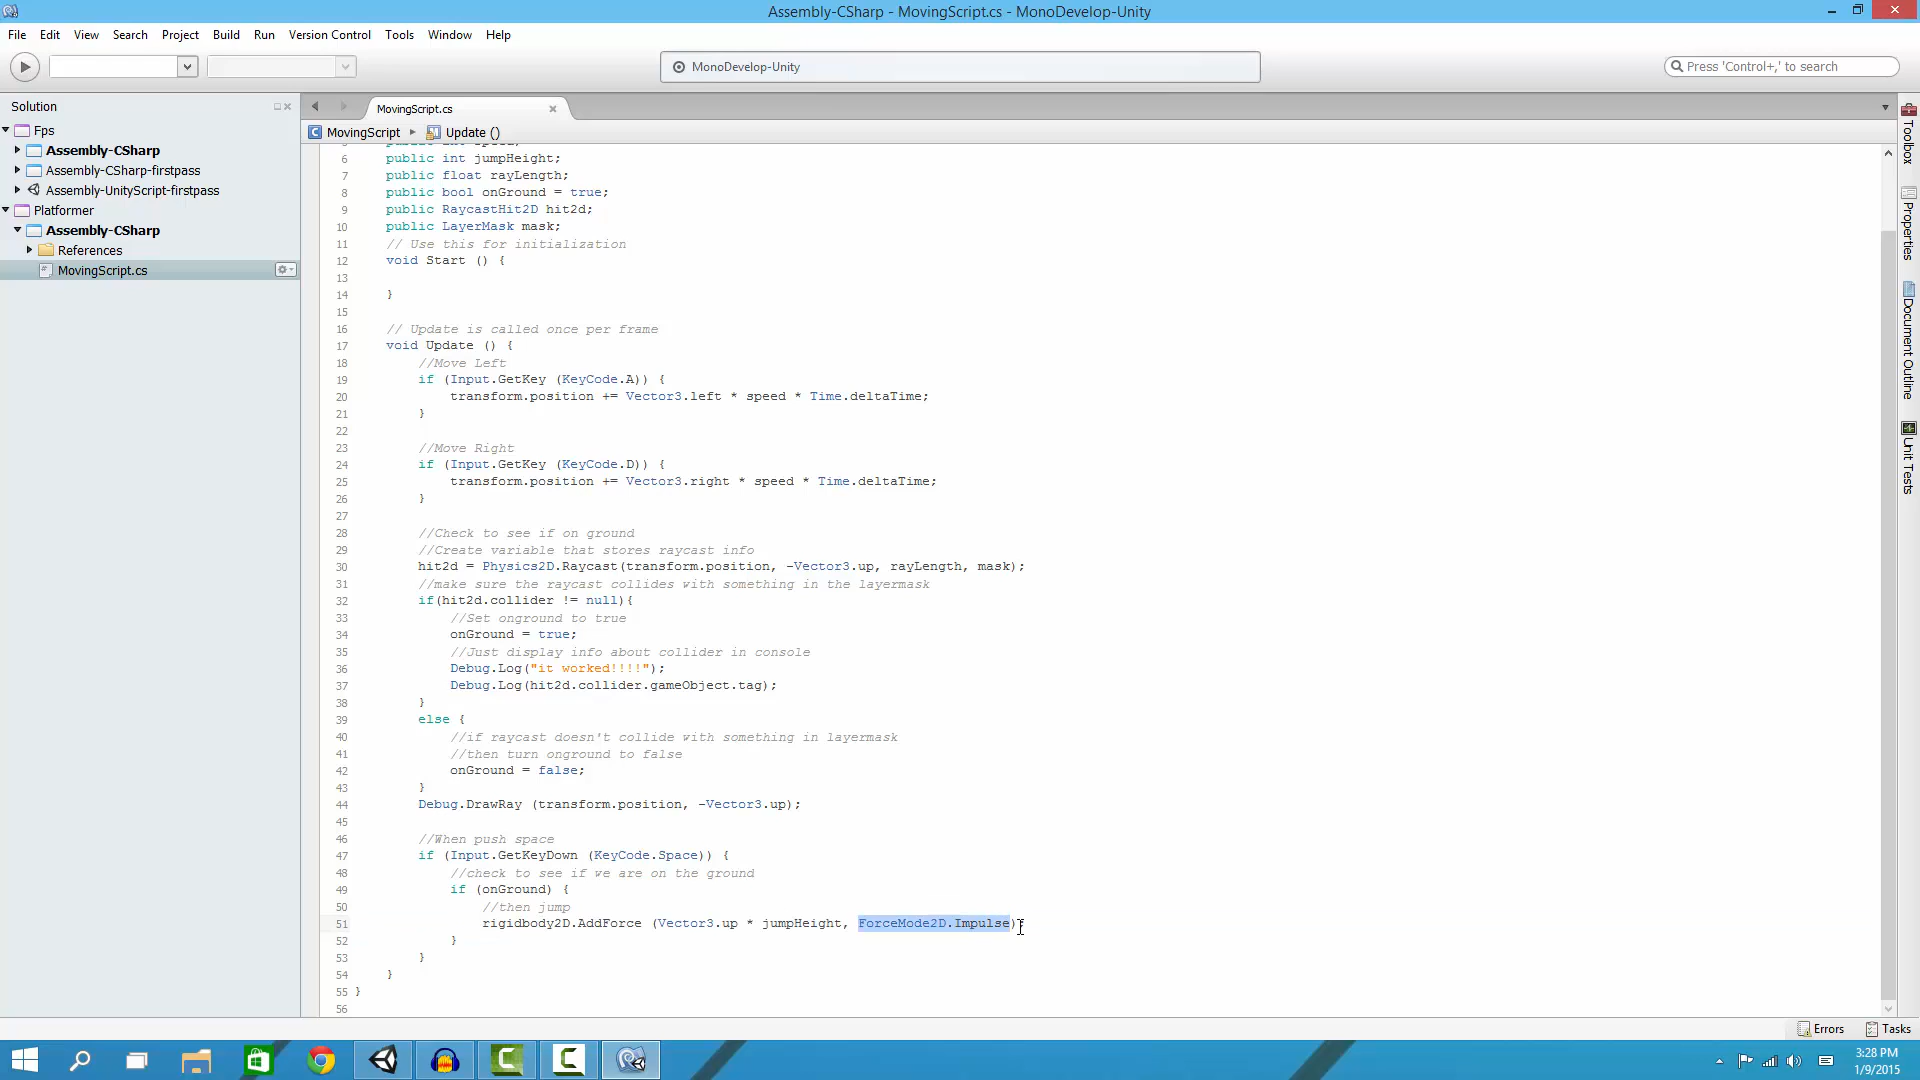 Assembly-CSharp - MovingScript.cs - MonoDevelop-Unity
File Edit View Search Project Build Run Version Control Tools Window Help
MonoDevelop-Unity
Press 'Control+,' to search
Solution
Fps
Assembly-CSharp
Assembly-CSharp-firstpass
Assembly-UnityScript-firstpass
Platformer
Assembly-CSharp
References
MovingScript.cs
MovingScript.cs
MovingScript Update ()
6 public int jumpHeight;
7 public float rayLength;
8 public bool onGround = true;
9 public RaycastHit2D hit2d;
10 public LayerMask mask;
11 // Use this for initialization
12 void Start () {
13
14 }
15
16 // Update is called once per frame
17 void Update () {
18 //Move Left
19 if (Input.GetKey (KeyCode.A)) {
20 transform.position += Vector3.left * speed * Time.deltaTime;
21 }
22
23 //Move Right
24 if (Input.GetKey (KeyCode.D)) {
25 transform.position += Vector3.right * speed * Time.deltaTime;
26 }
27
28 //Check to see if on ground
29 //Create variable that stores raycast info
30 hit2d = Physics2D.Raycast(transform.position, -Vector3.up, rayLength, mask);
31 //make sure the raycast collides with something in the layermask
32 if(hit2d.collider != null){
33 //Set onground to true
34 onGround = true;
35 //Just display info about collider in console
36 Debug.Log("it worked!!!!");
37 Debug.Log(hit2d.collider.gameObject.tag);
38 }
39 else {
40 //if raycast doesn't collide with something in layermask
41 //then turn onground to false
42 onGround = false;
43 }
44 Debug.DrawRay (transform.position, -Vector3.up);
45
46 //When push space
47 if (Input.GetKeyDown (KeyCode.Space)) {
48 //check to see if we are on the ground
49 if (onGround) {
50 //then jump
51 rigidbody2D.AddForce (Vector3.up * jumpHeight, ForceMode2D.Impulse);
52 }
53 }
54 }
55 }
56
Toolbox
Properties
Document Outline
Unit Tests
Errors
Tasks
3:28 PM
1/9/2015